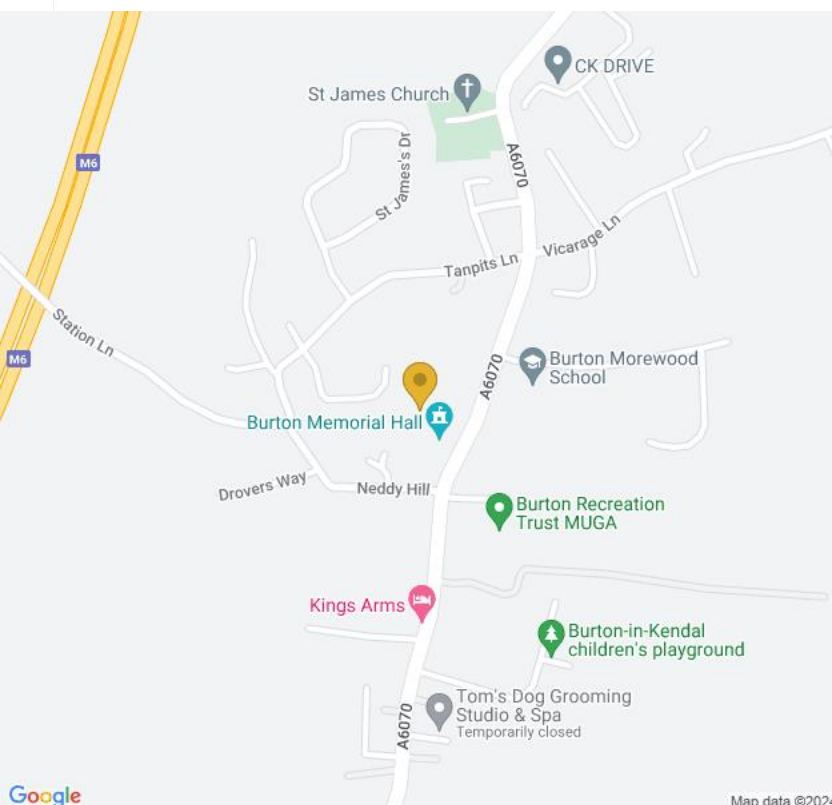 CK DRIVE
St James Church
A6070
M6
St James's Dr
Vicarage Ln
Tanpits Ln
Station Ln
M6
A6070
Burton Morewood
School
Burton Memorial Hall
Drovers Way
Neddy Hill
Burton Recreation
Trust MUGA
Kings Arms
Burton-in-Kendal
children's playground
Tom's Dog Grooming
Studio & Spa
Temporarily closed
A6070
Google
Map data ©2024